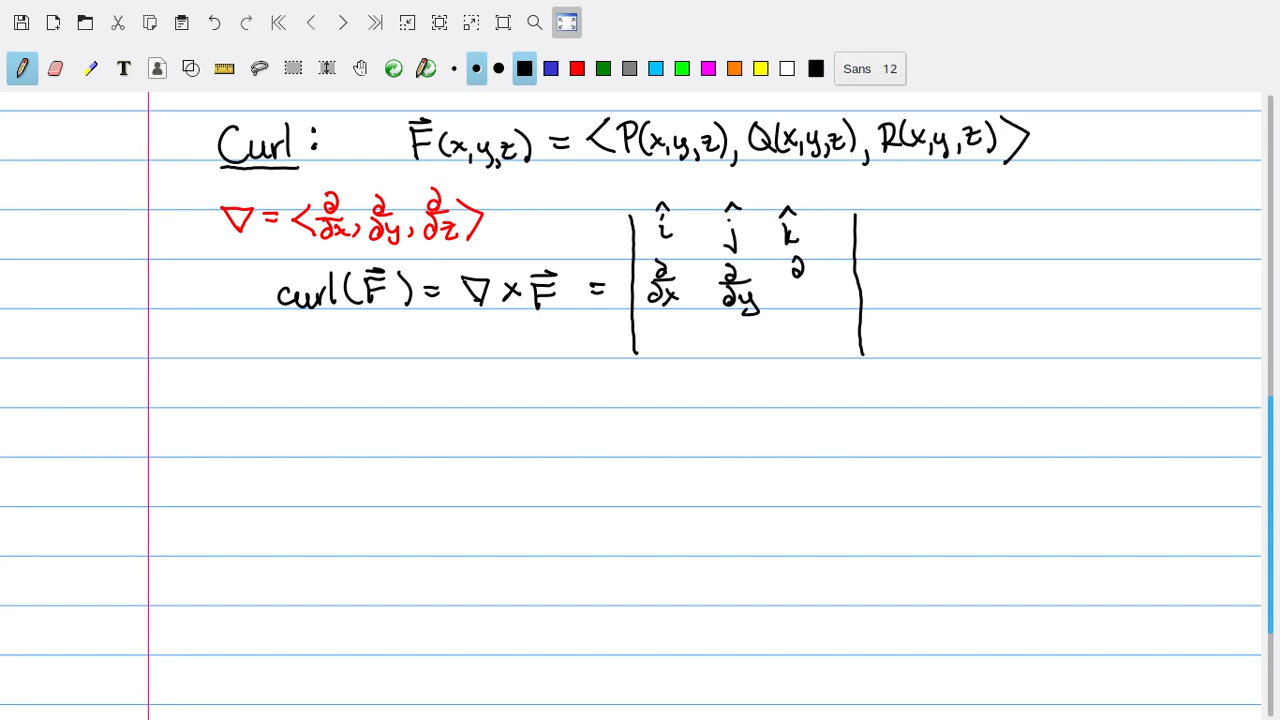 Sans 12
Curl: F⃗(x,y,z) = ⟨P(x,y,z), Q(x,y,z), R(x,y,z)⟩
∇ = ⟨∂/∂x, ∂/∂y, ∂/∂z⟩
î ĵ k̂
curl(F⃗) = ∇ × F⃗ = | ∂/∂x ∂/∂y ∂ |